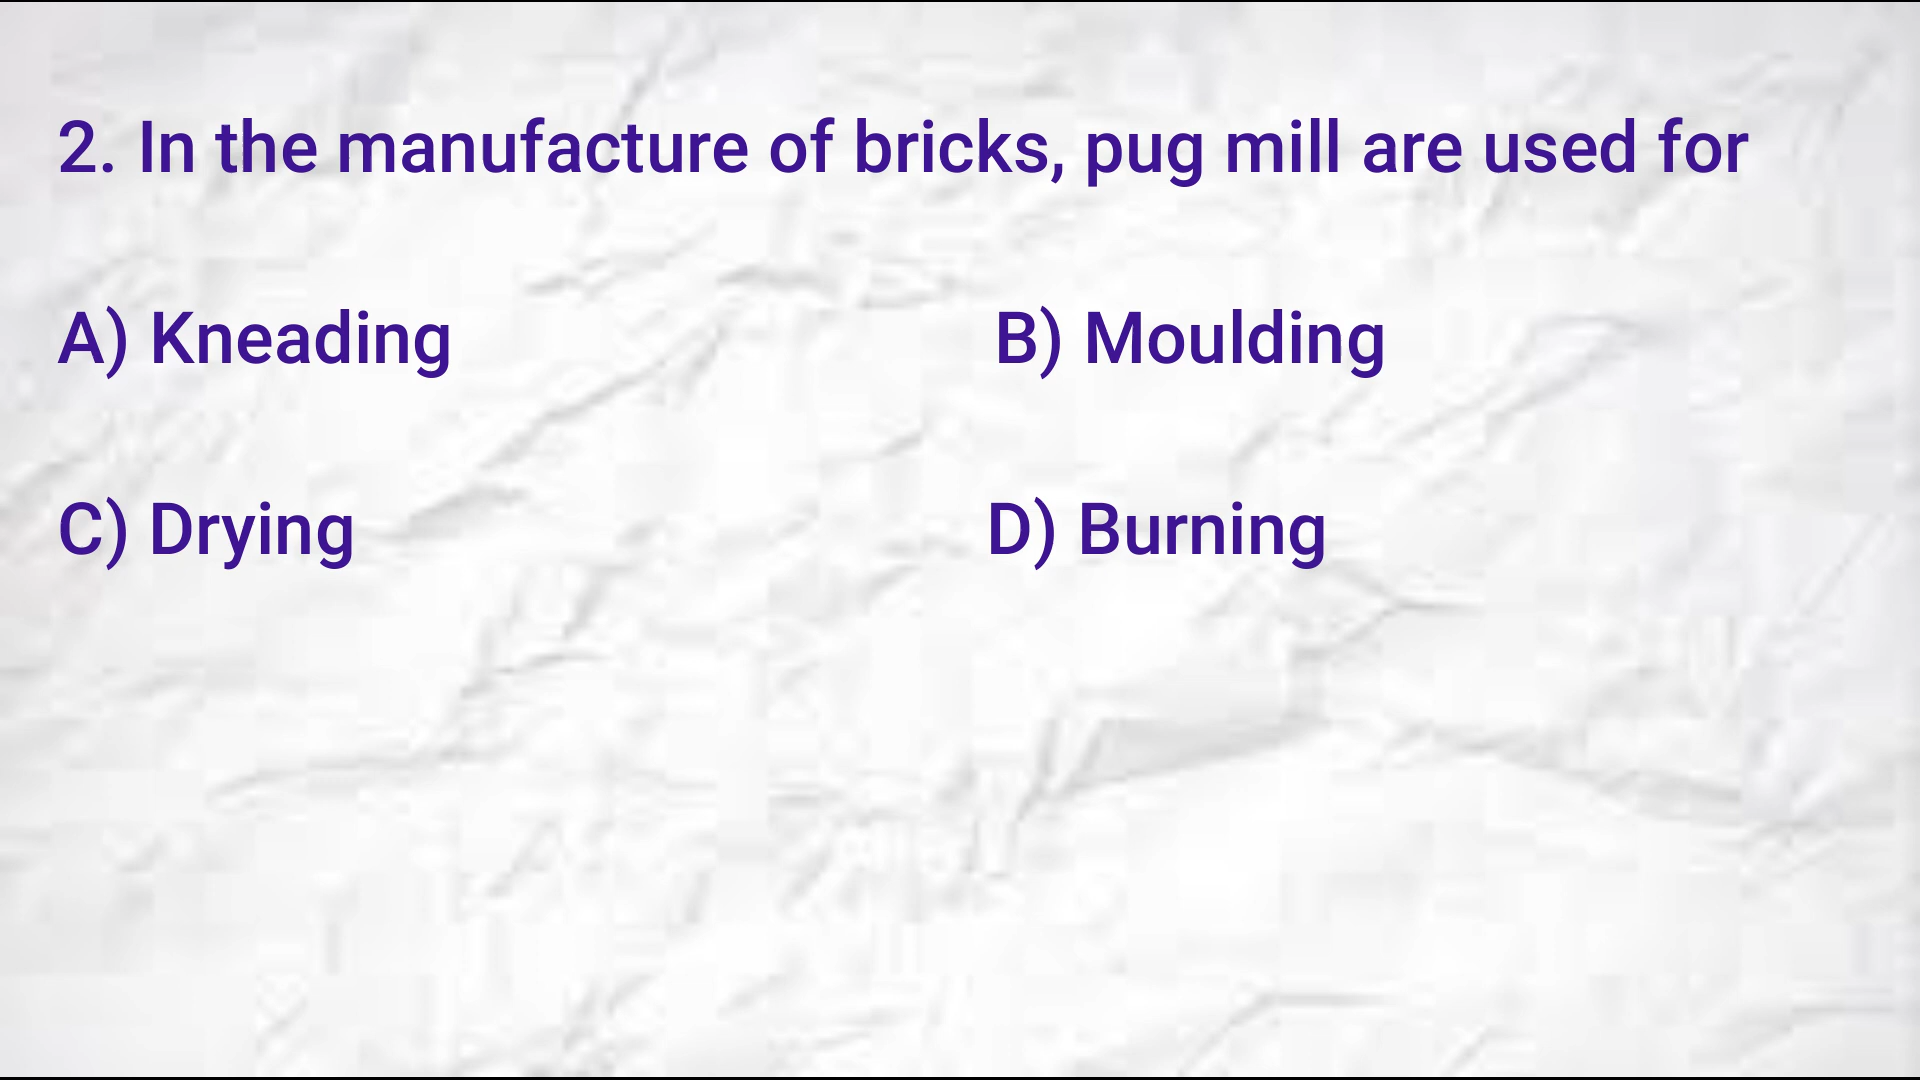 2. In the manufacture of bricks, pug mill are used for
A) Kneading B) Moulding
C) Drying D) Burning